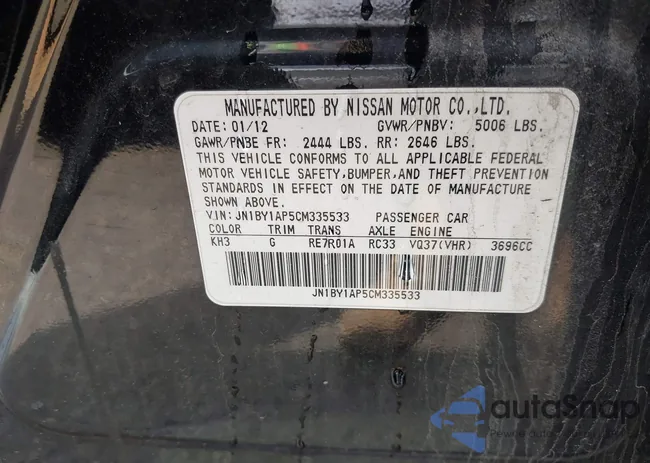 MANUFACTURED BY NISSAN MOTOR CO.,LTD.
DATE: 01/12 GVWR/PNBV: 5006 LBS.
GAWR/PNBE FR: 2444 LBS. RR: 2646 LBS.
THIS VEHICLE CONFORMS TO ALL APPLICABLE FEDERAL
MOTOR VEHICLE SAFETY,BUMPER,AND THEFT PREVENTION
STANDARDS IN EFFECT ON THE DATE OF MANUFACTURE
SHOWN ABOVE.
VIN: JN1BY1AP5CM335533 PASSENGER CAR
COLOR TRIM TRANS AXLE ENGINE
KH3 G RE7R01A RC33 VQ37(VHR) 3696CC
JN1BY1AP5CM335533
autoSnap